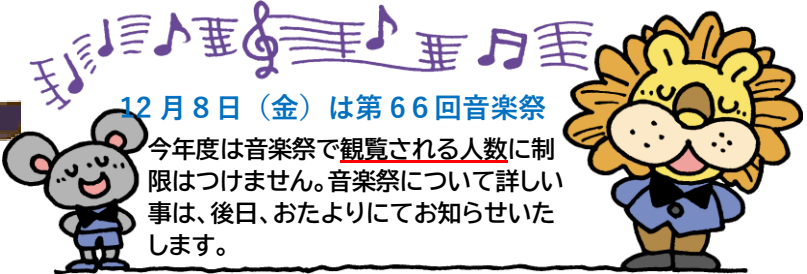 12月8日（金）は第66回音楽祭
今年度は音楽祭で観覧される人数に制
限はつけません。音楽祭について詳しい
事は、後日、おたよりにてお知らせいた
します。